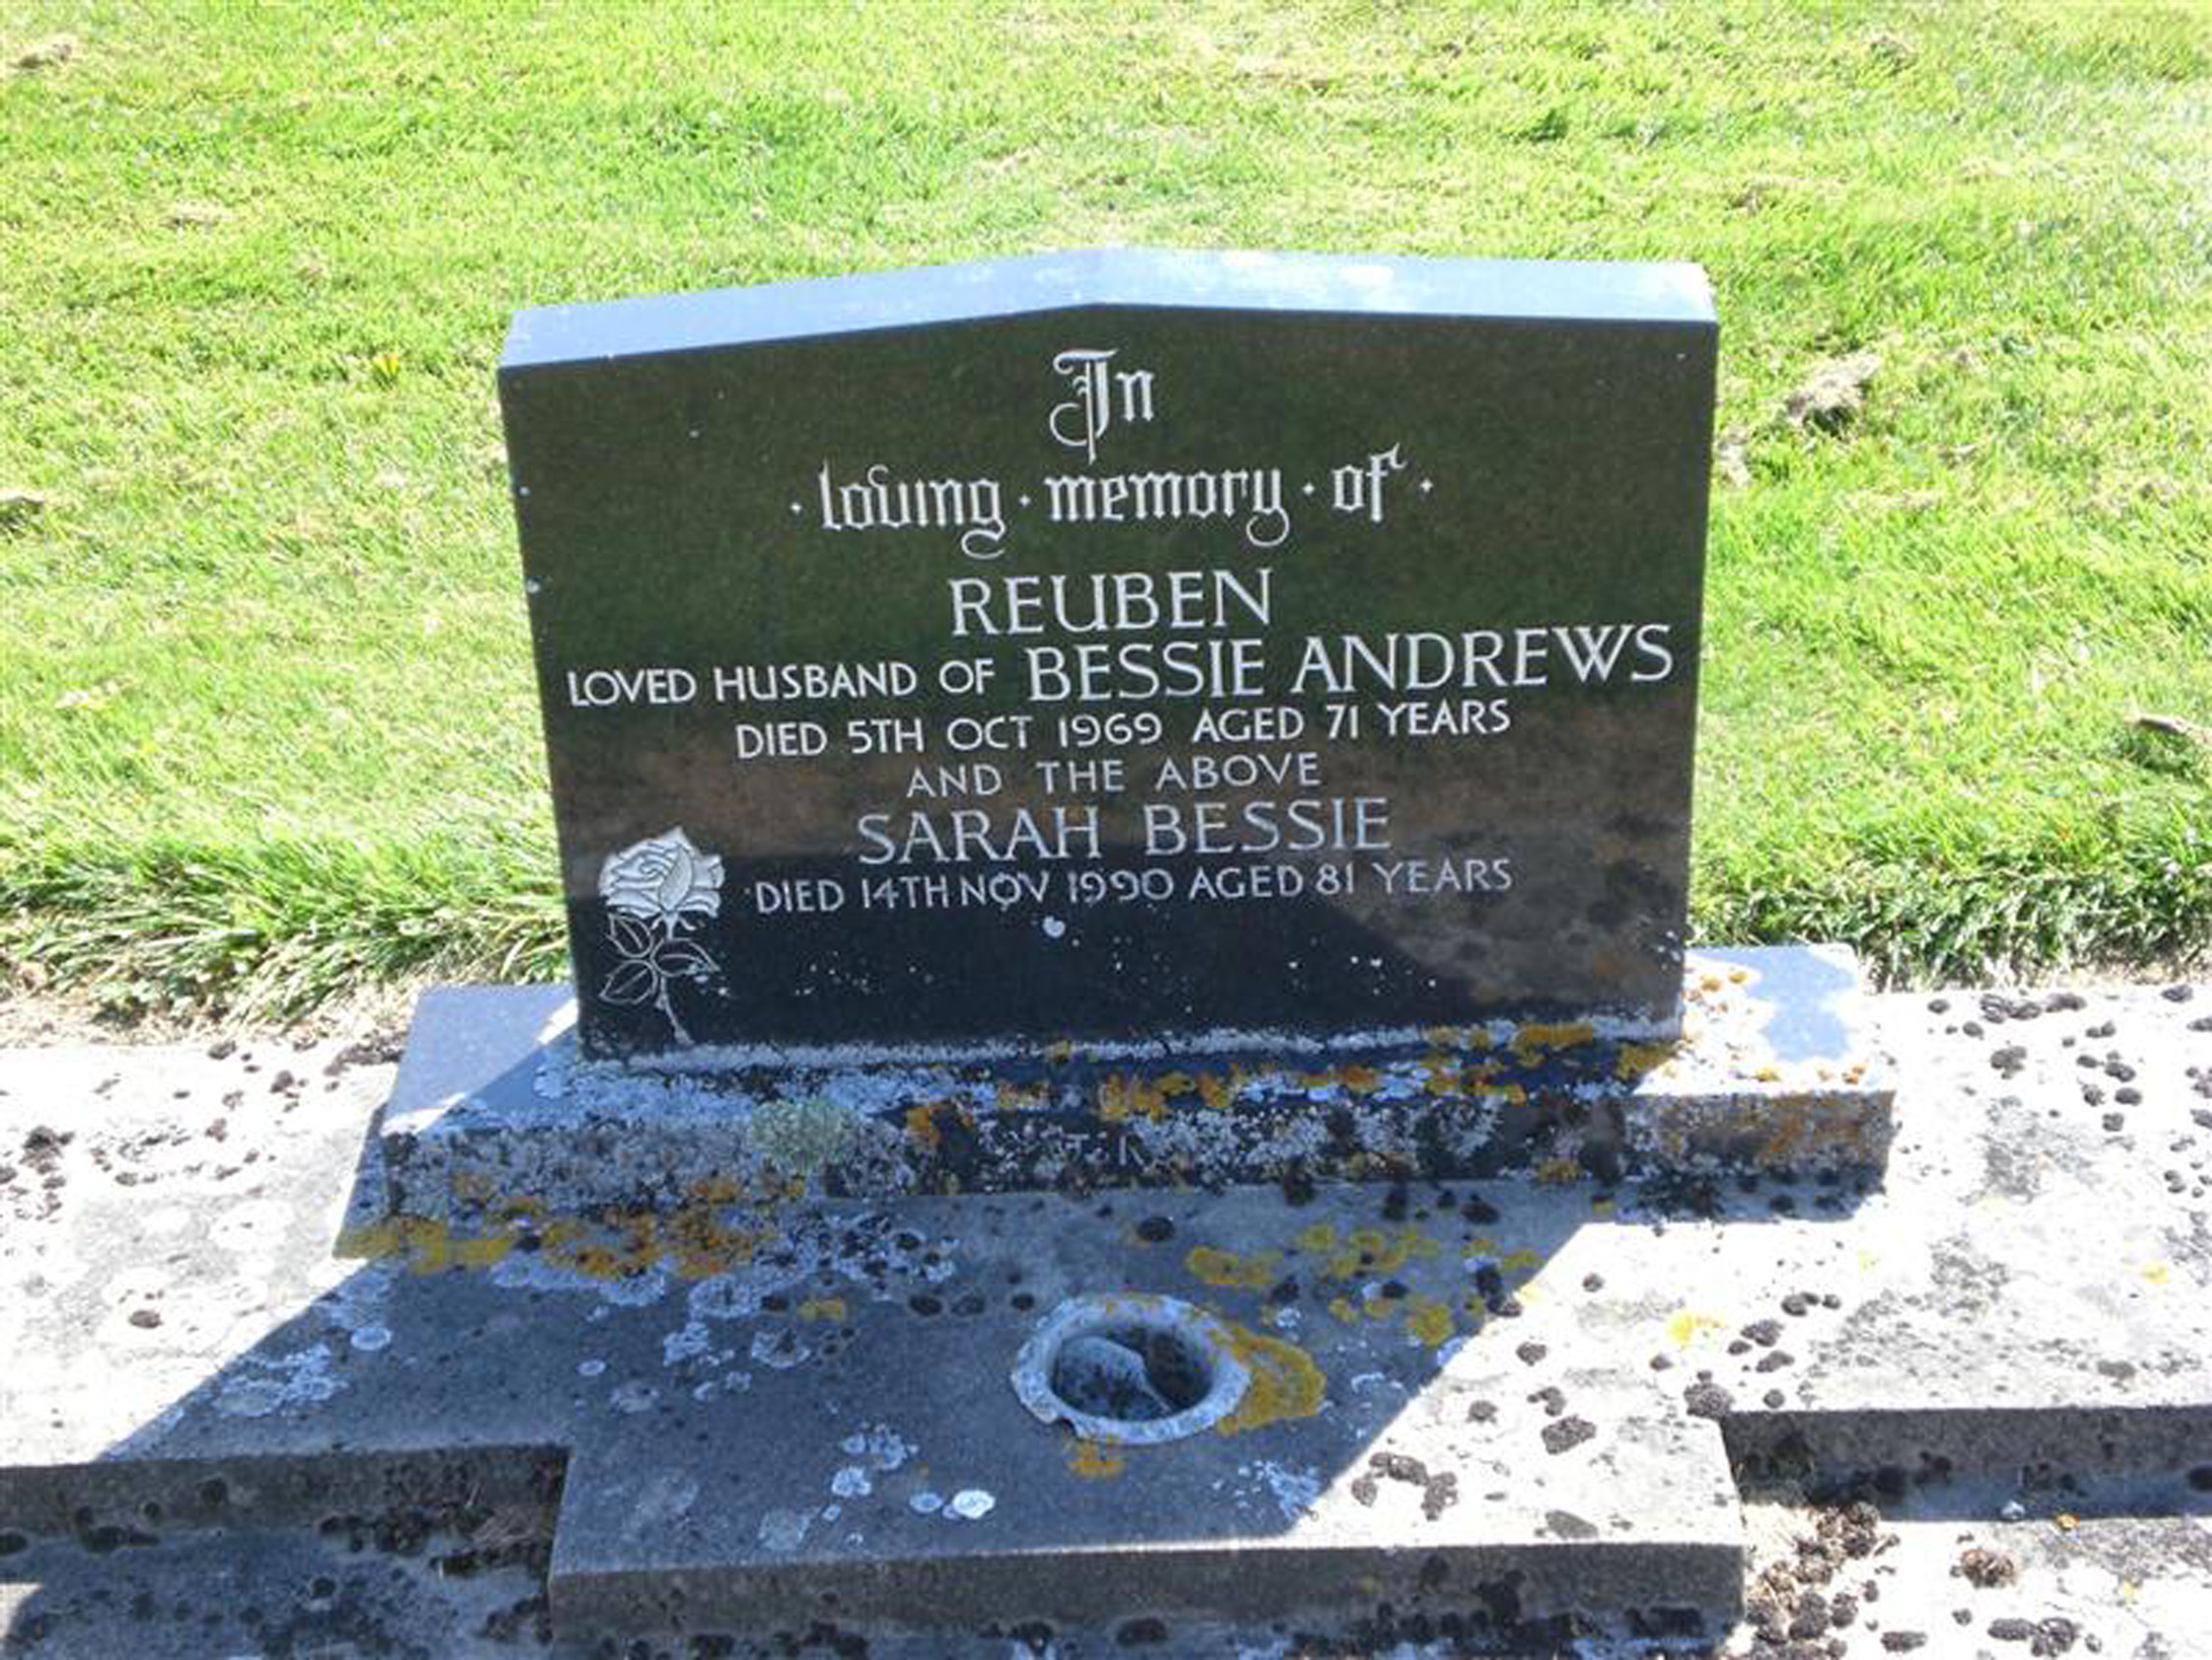 In
· loving · memory · of ·
REUBEN
LOVED HUSBAND OF BESSIE ANDREWS
DIED 5TH OCT 1969 AGED 71 YEARS
AND THE ABOVE
SARAH BESSIE
DIED 14TH NOV 1990 AGED 81 YEARS